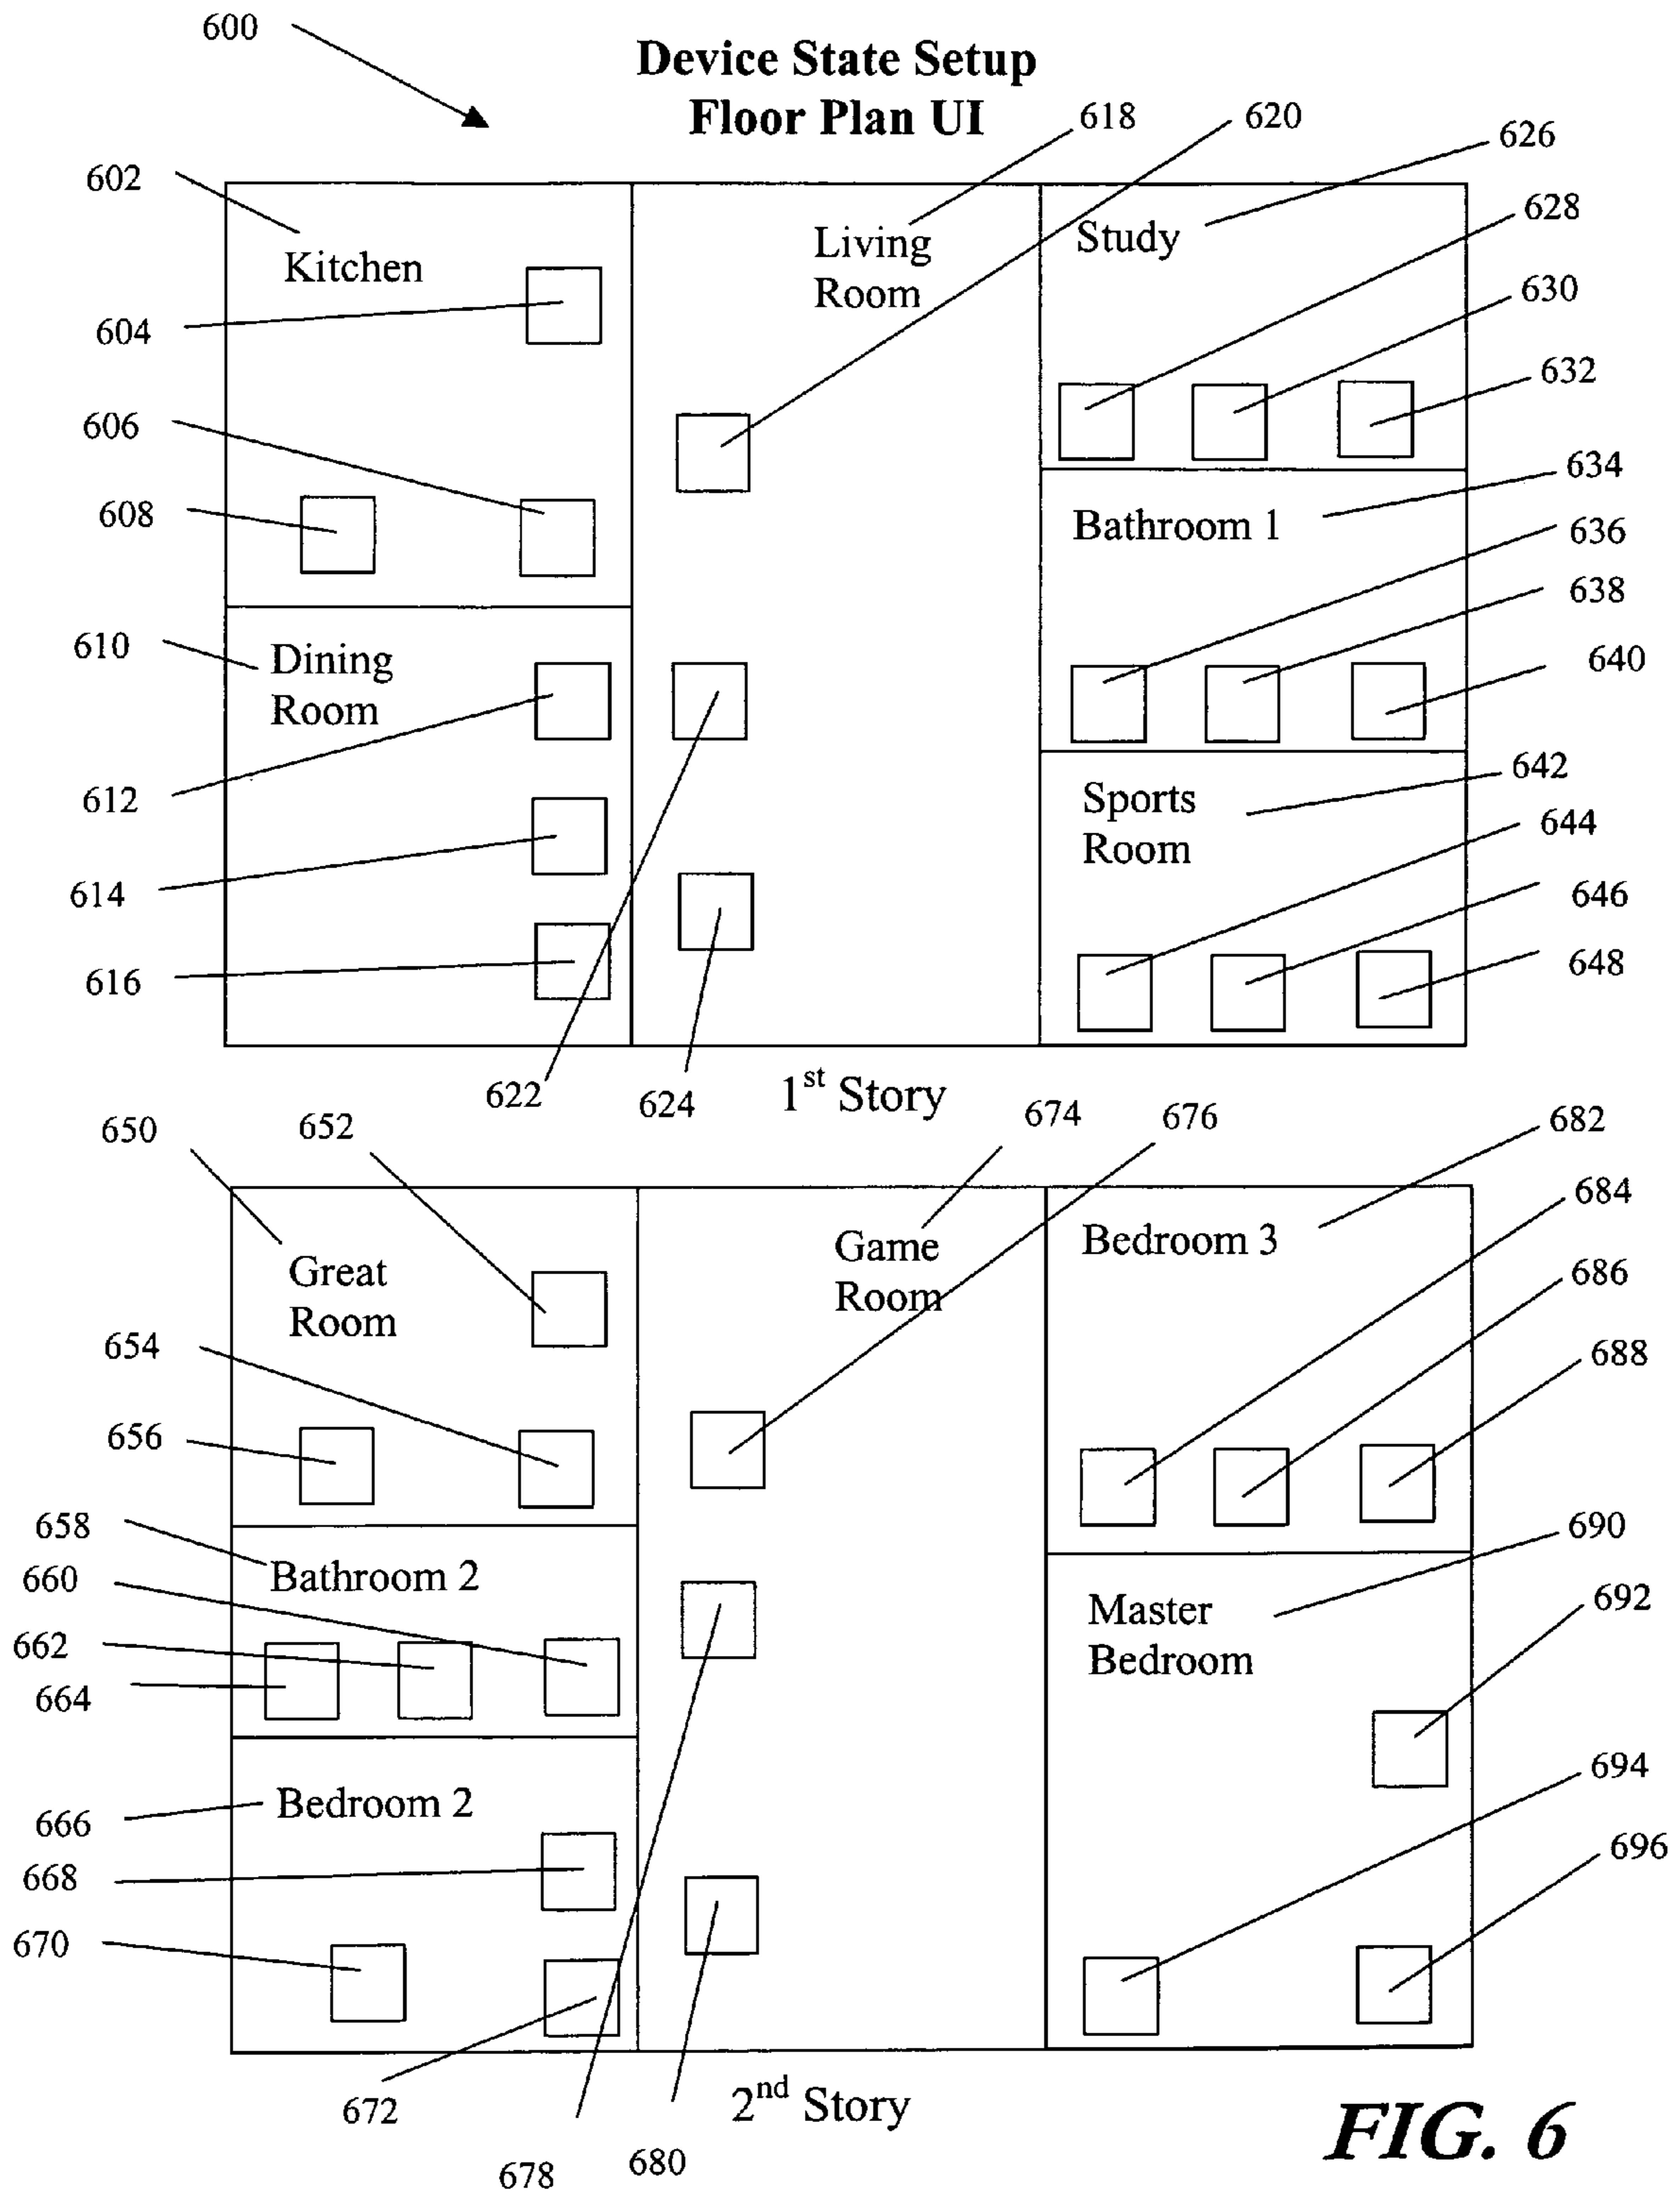 600
Device State Setup
Floor Plan UI
618
620
626
602
628
Kitchen
Living
Room
Study
630
604
632
606
634
608
Bathroom 1
636
638
610
Dining
Room
640
612
642
Sports
Room
644
614
646
616
648
622
624
1st Story
650
652
674
676
682
684
Great
Room
Game
Room
Bedroom 3
686
654
688
656
658
690
660
Bathroom 2
692
Master
Bedroom
662
664
694
666
Bedroom 2
668
696
670
672
2nd Story
678
680
FIG. 6